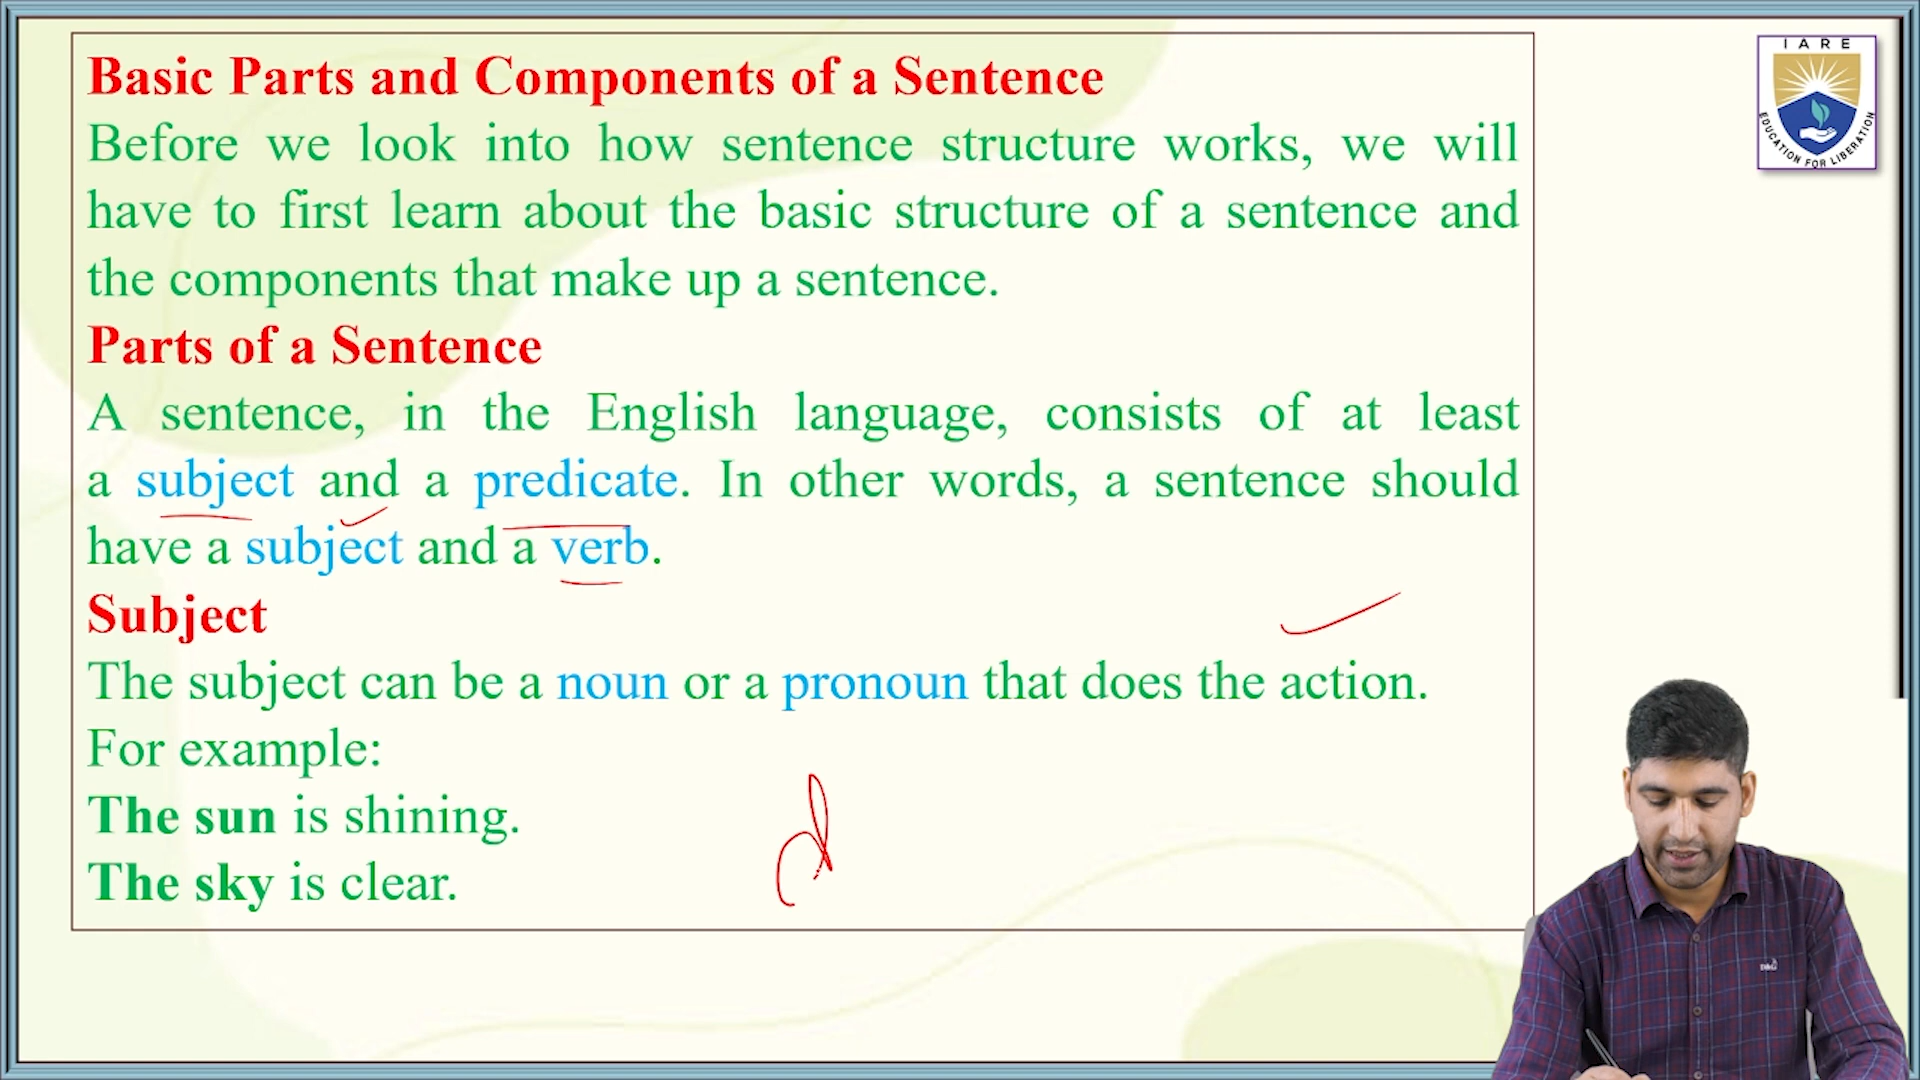 Basic Parts and Components of a Sentence
Before we look into how sentence structure works, we will
have to first learn about the basic structure of a sentence and
the components that make up a sentence.
Parts of a Sentence
A sentence, in the English language, consists of at least
a subject and a predicate. In other words, a sentence should
have a subject and a verb.
Subject
The subject can be a noun or a pronoun that does the action.
For example:
The sun is shining.
The sky is clear.
IARE
EDUCATION FOR LIBERATION